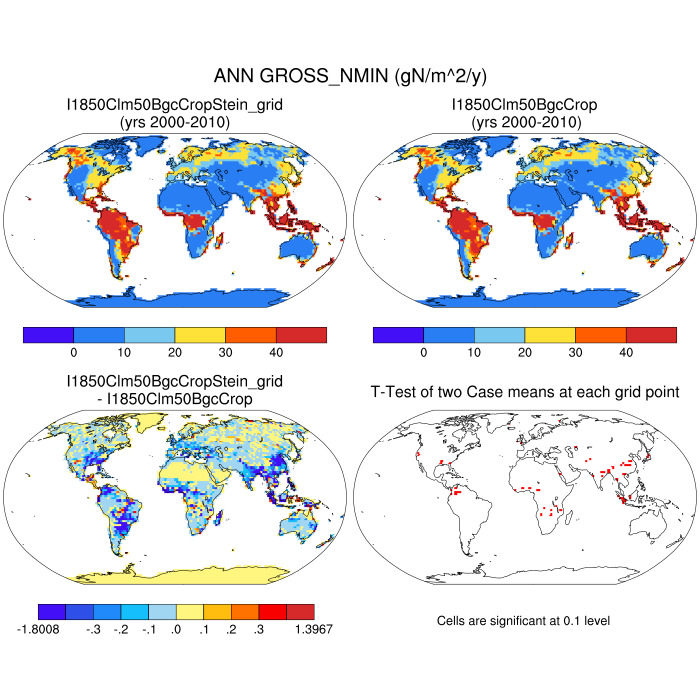 ANN GROSS_NMIN (gN/m^2/y)
I1850Clm50BgcCropStein_grid
(yrs 2000-2010)
I1850Clm50BgcCrop
(yrs 2000-2010)
0 10 20 30 40
0 10 20 30 40
I1850Clm50BgcCropStein_grid
- I1850Clm50BgcCrop
T-Test of two Case means at each grid point
-1.8008 -.3 -.2 -.1 .0 .1 .2 .3 1.3967
Cells are significant at 0.1 level